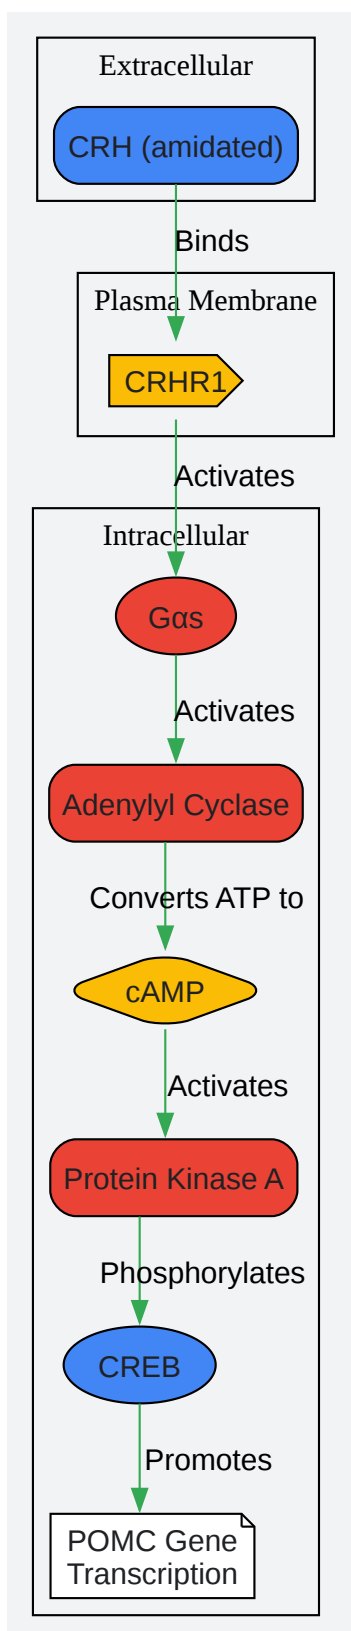 Extracellular
CRH (amidated)
Binds
Plasma Membrane
CRHR1
Activates
Intracellular
Gαs
Activates
Adenylyl Cyclase
Converts ATP to
cAMP
Activates
Protein Kinase A
Phosphorylates
CREB
Promotes
POMC Gene
Transcription